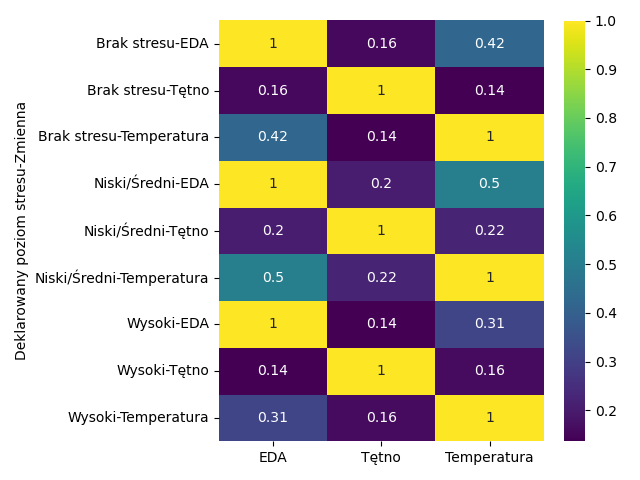 Deklarowany poziom stresu-Zmienna
Brak stresu-EDA 1 0.16 0.42
Brak stresu-Tętno 0.16 1 0.14
Brak stresu-Temperatura 0.42 0.14 1
Niski/Średni-EDA 1 0.2 0.5
Niski/Średni-Tętno 0.2 1 0.22
Niski/Średni-Temperatura 0.5 0.22 1
Wysoki-EDA 1 0.14 0.31
Wysoki-Tętno 0.14 1 0.16
Wysoki-Temperatura 0.31 0.16 1
EDA Tętno Temperatura
1.0
0.9
0.8
0.7
0.6
0.5
0.4
0.3
0.2